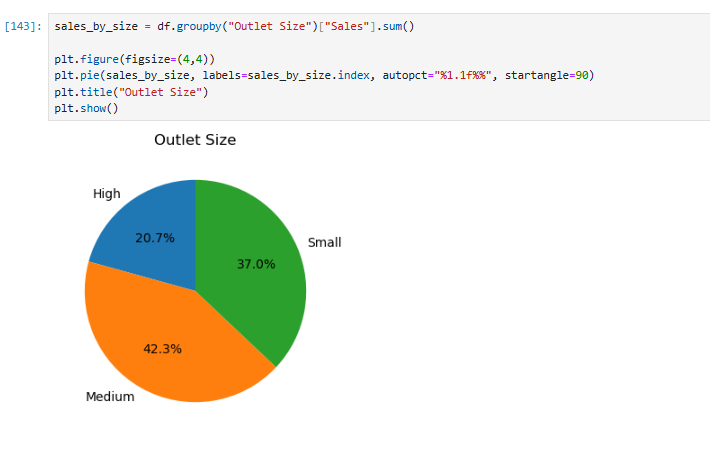 [143]: sales_by_size = df.groupby("Outlet Size")["Sales"].sum()
plt.figure(figsize=(4,4))
plt.pie(sales_by_size, labels=sales_by_size.index, autopct="%1.1f%%", startangle=90)
plt.title("Outlet Size")
plt.show()
Outlet Size
High
20.7%
Small
37.0%
42.3%
Medium